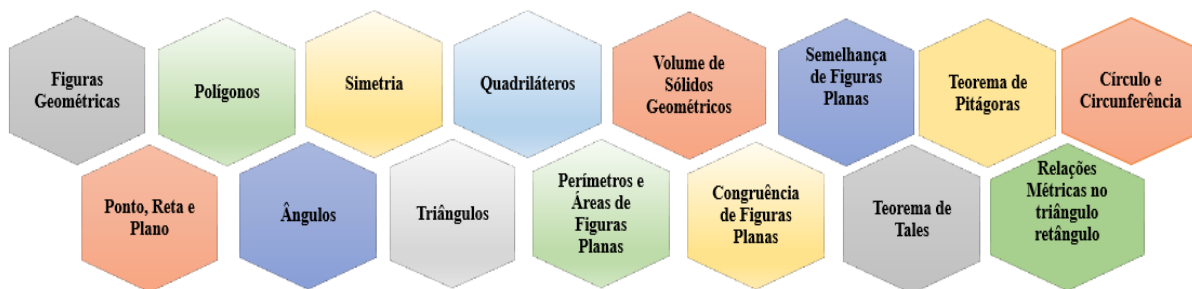 Figuras
Geométricas
Polígonos
Simetria
Quadriláteros
Volume de
Sólidos
Geométricos
Semelhança
de Figuras
Planas
Teorema de
Pitágoras
Círculo e
Circunferência
Ponto, Reta e
Plano
Ângulos
Triângulos
Perímetros e
Áreas de
Figuras
Planas
Congruência
de Figuras
Planas
Teorema de
Tales
Relações
Métricas no
triângulo
retângulo